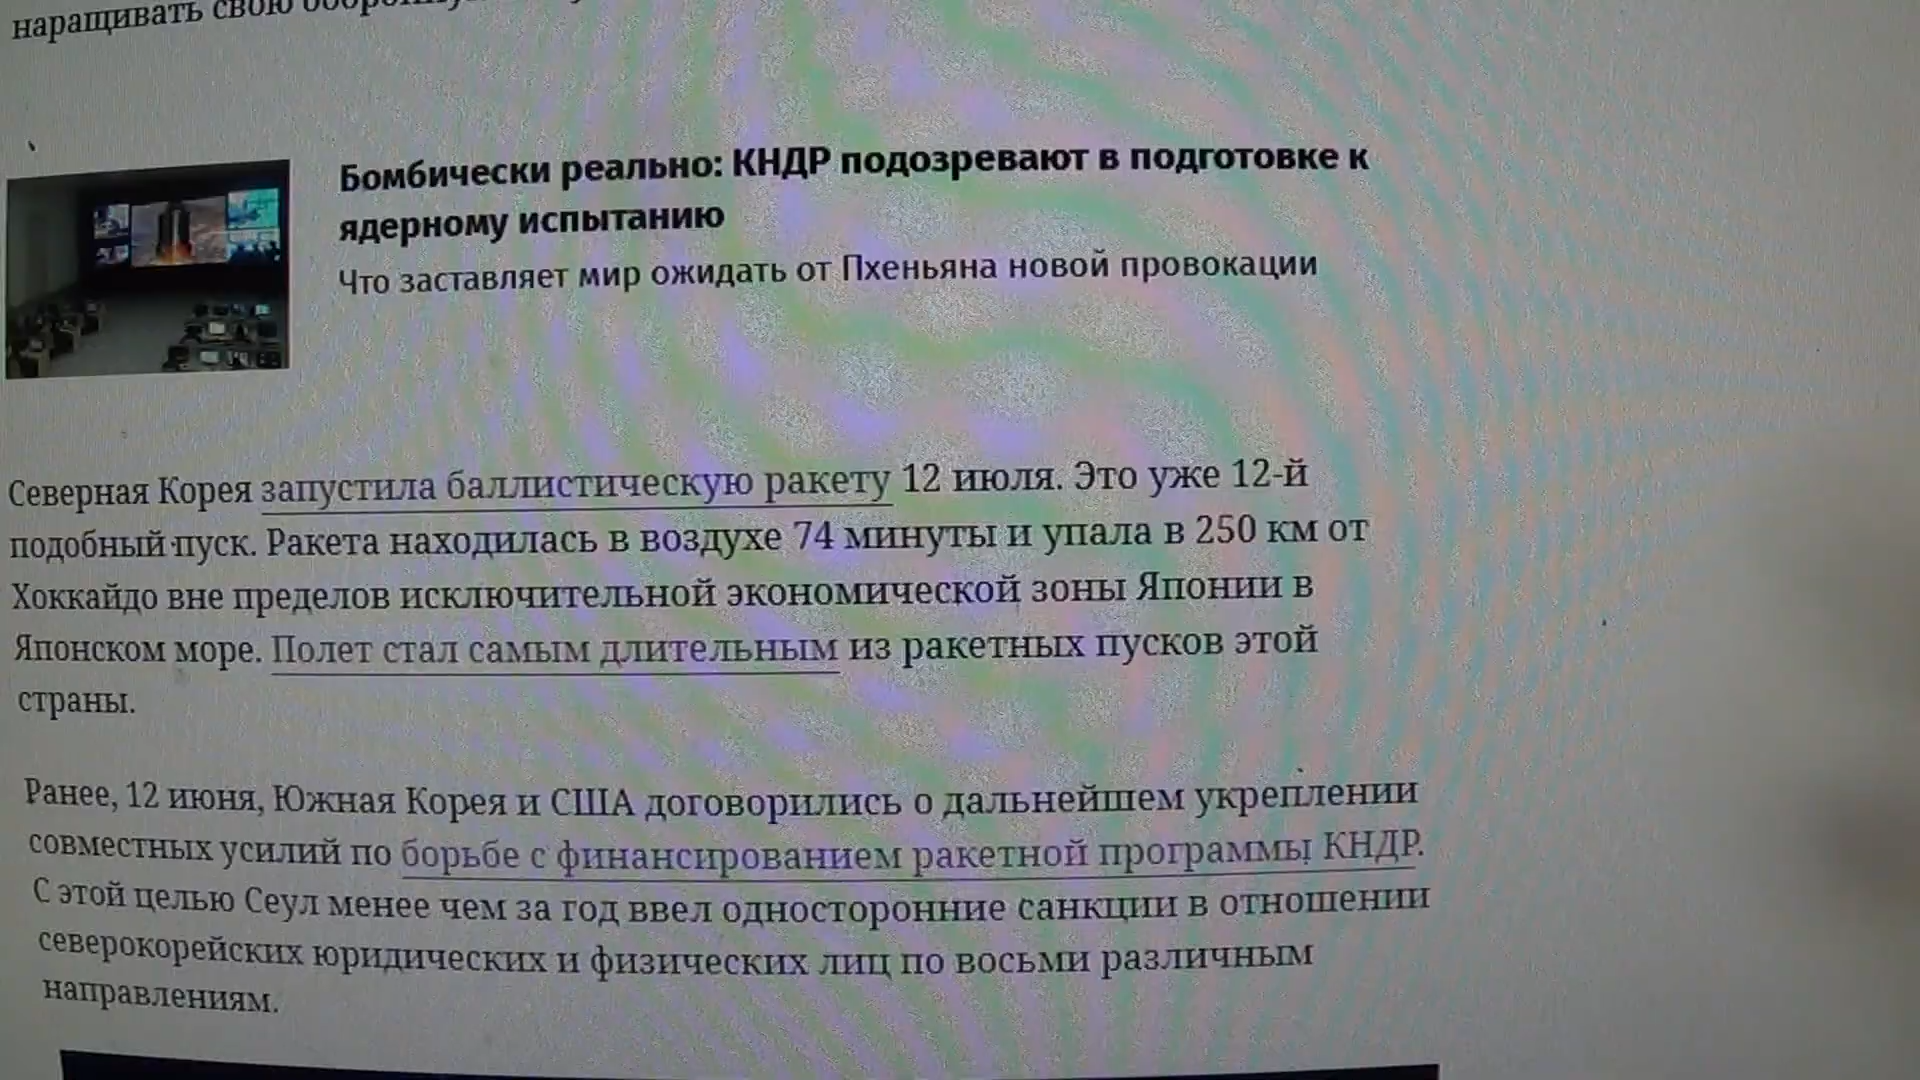 наращивать свою
Бомбически реально: КНДР подозревают в подготовке к
ядерному испытанию
Что заставляет мир ожидать от Пхеньяна новой провокации
Северная Корея запустила баллистическую ракету 12 июля. Это уже 12-й
подобный пуск. Ракета находилась в воздухе 74 минуты и упала в 250 км от
Хоккайдо вне пределов исключительной экономической зоны Японии в
Японском море. Полет стал самым длительным из ракетных пусков этой
страны.
Ранее, 12 июня, Южная Корея и США договорились о дальнейшем укреплении
совместных усилий по борьбе с финансированием ракетной программы КНДР.
С этой целью Сеул менее чем за год ввел односторонние санкции в отношении
северокорейских юридических и физических лиц по восьми различным
направлениям.